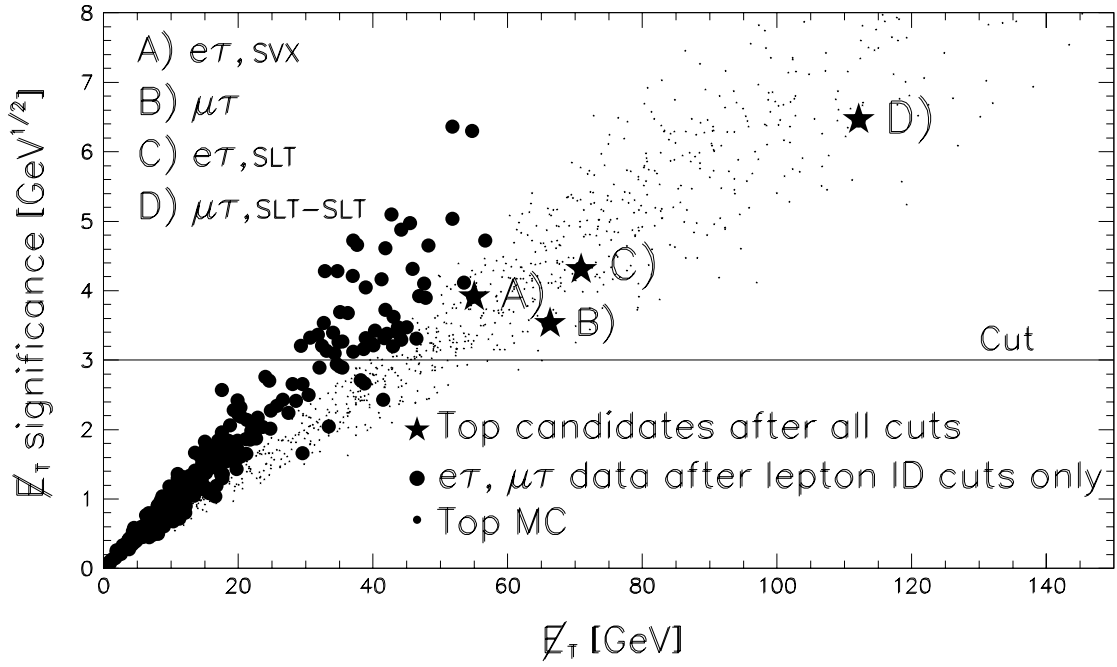 8
7
6
5
4
3
2
1
0
E̸_T significance [GeV^1/2]
A) eτ, SVX
B) μτ
C) eτ, SLT
D) μτ, SLT-SLT
D)
C)
A)
B)
Cut
Top candidates after all cuts
eτ, μτ data after lepton ID cuts only
Top MC
0 20 40 60 80 100 120 140
E̸_T [GeV]